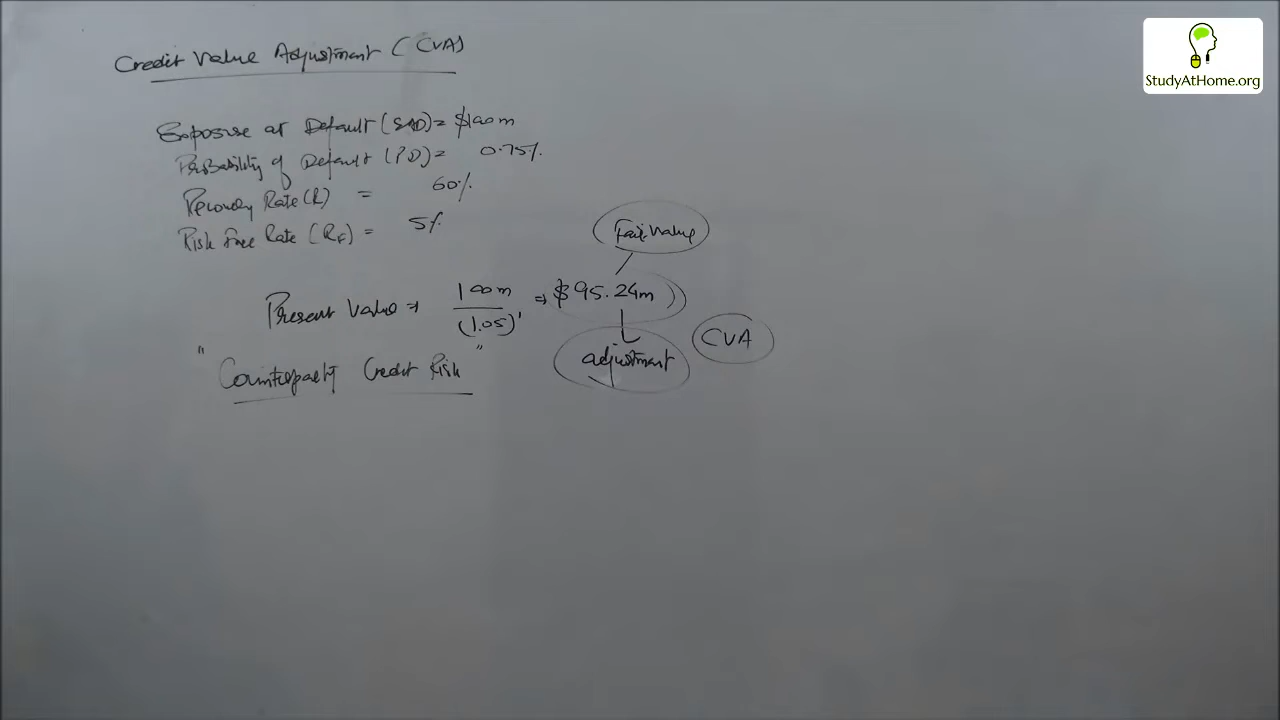 Credit Value Adjustment (CVA)
StudyAtHome.org
Exposure at Default (EAD) = $100m
Probability of Default (PD) = 0.75%
Recovery Rate (R) = 60%
Risk Free Rate (RF) = 5%
Fair Value
Present Value → 100m / (1.05)¹ ⇒ $95.24m
adjustment
CVA
"Counterparty Credit Risk"